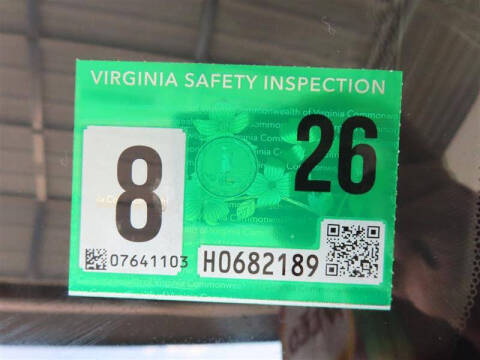 VIRGINIA SAFETY INSPECTION
8
26
07641103
H0682189